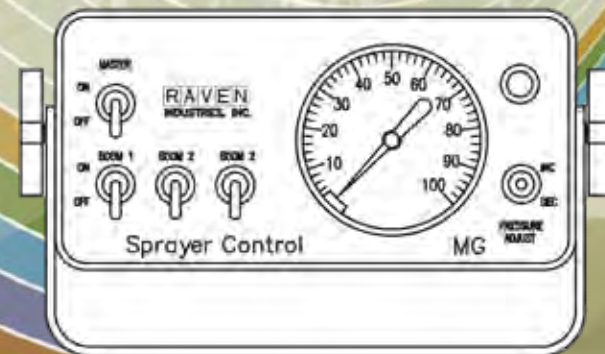 MASTER
ON
OFF
RAVEN
INDUSTRIES, INC.
BOOM 1 BOOM 2 BOOM 3
ON
OFF
10
20
30
40
50
60
70
80
90
100
INC
DEC
PRESSURE
ADJUST
Sprayer Control
MG